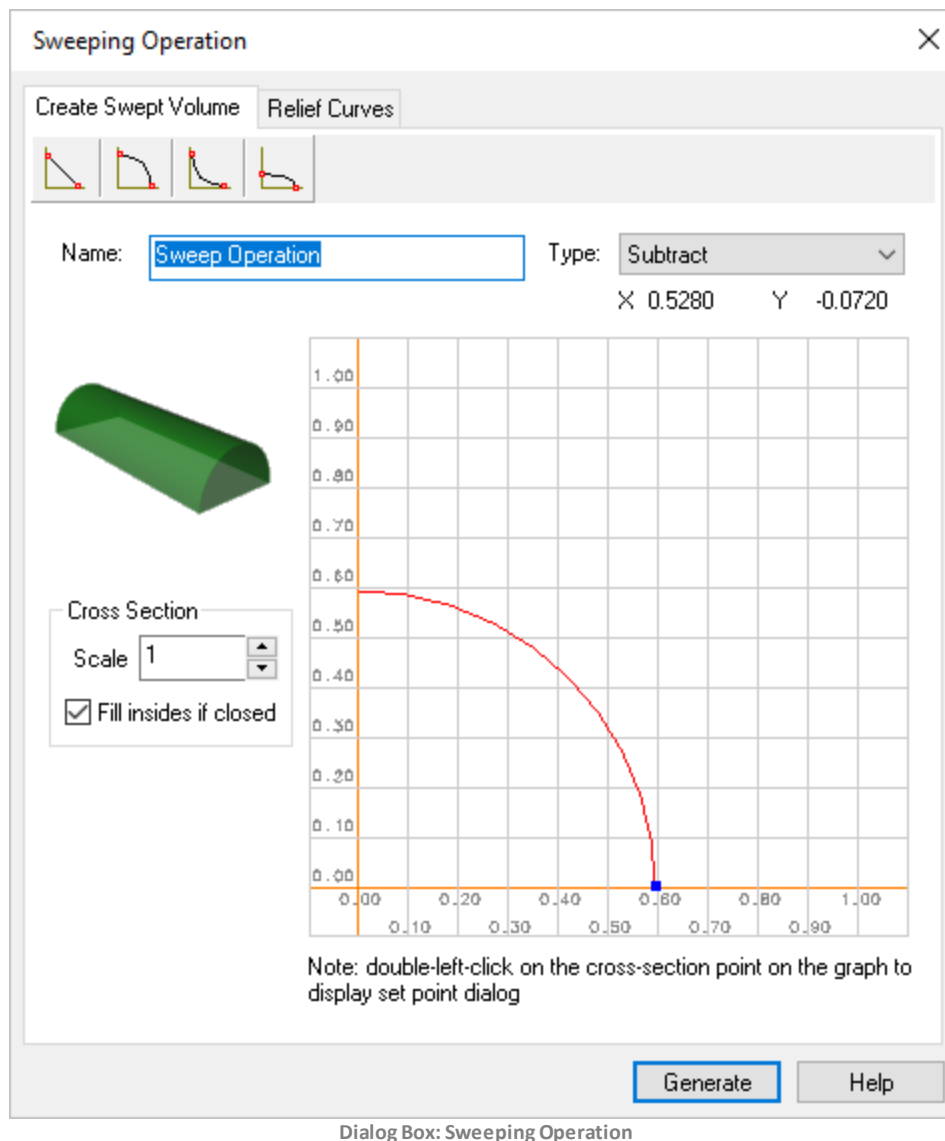 Sweeping Operation
Create Swept Volume Relief Curves
Name: Sweep Operation Type: Subtract
X 0.5280 Y -0.0720
1.00
0.90
0.80
0.70
0.60
Cross Section
0.50
Scale 1
0.40
Fill insides if closed
0.30
0.20
0.10
0.00
0.00 0.20 0.40 0.60 0.80 1.00
0.10 0.30 0.50 0.70 0.90
Note: double-left-click on the cross-section point on the graph to
display set point dialog
Generate Help
Dialog Box: Sweeping Operation